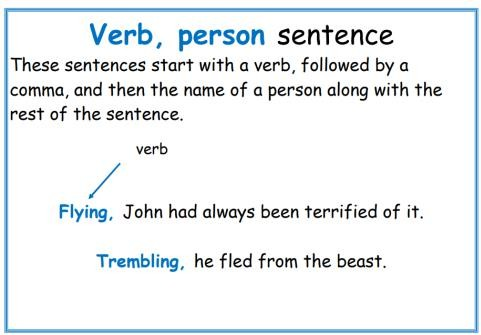 Verb, person sentence
These sentences start with a verb, followed by a
comma, and then the name of a person along with the
rest of the sentence.
verb
Flying, John had always been terrified of it.
Trembling, he fled from the beast.